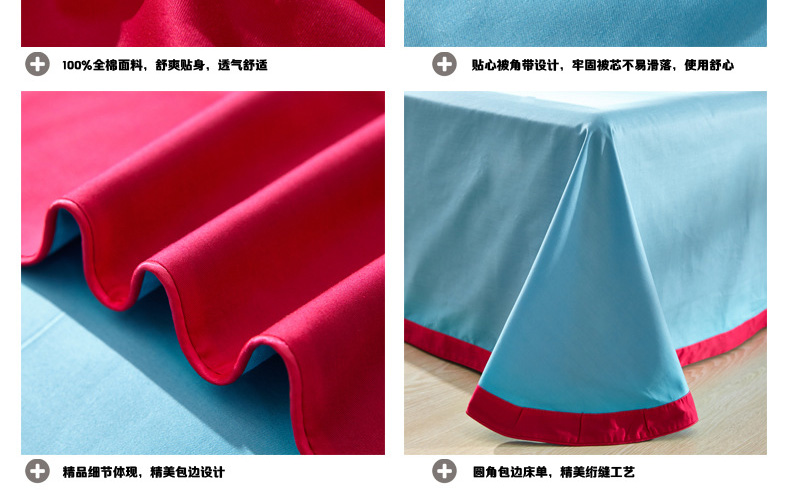 100%全棉面料，舒爽贴身，透气舒适
贴心被角带设计，牢固被芯不易滑落，使用舒心
精品细节体现，精美包边设计
圆角包边床单，精美绗缝工艺